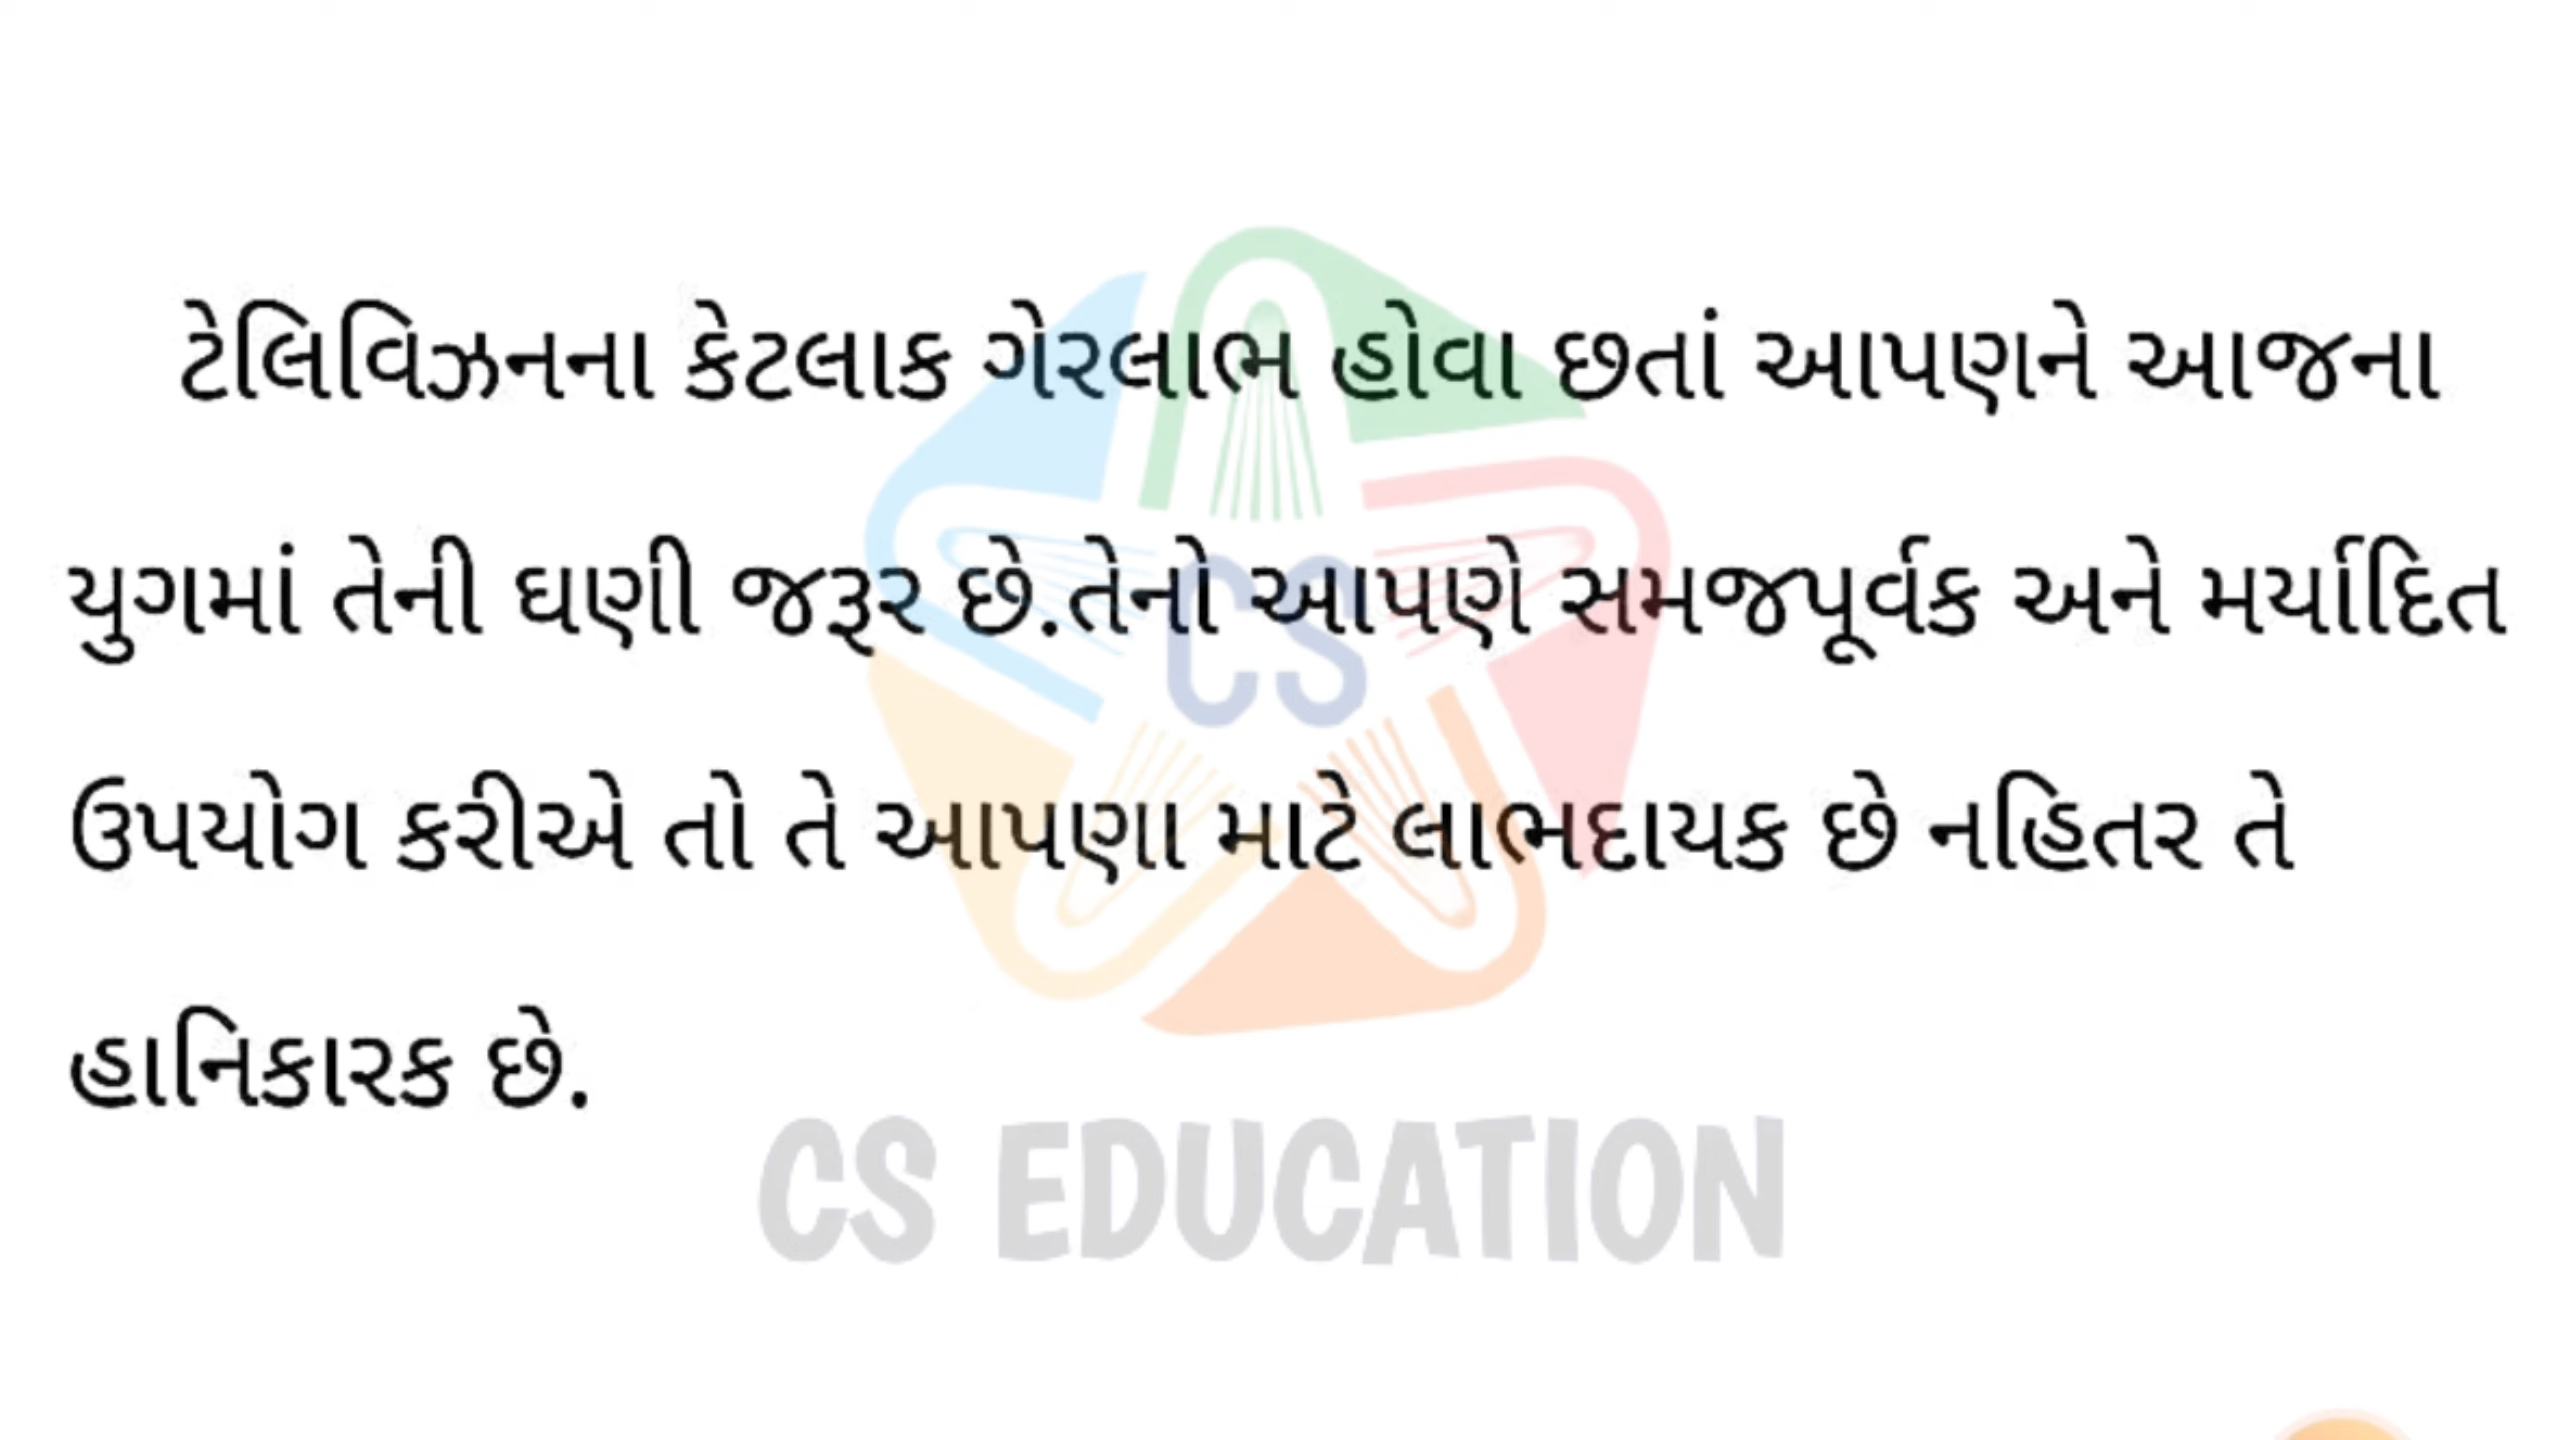 ટેલિવિઝનના કેટલાક ગેરલાભ હોવા છતાં આપણને આજના
યુગમાં તેની ઘણી જરૂર છે.તેનો આપણે સમજપૂર્વક અને મર્યાદિત
ઉપયોગ કરીએ તો તે આપણા માટે લાભદાયક છે નહિતર તે
હાનિકારક છે.
CS
CS EDUCATION